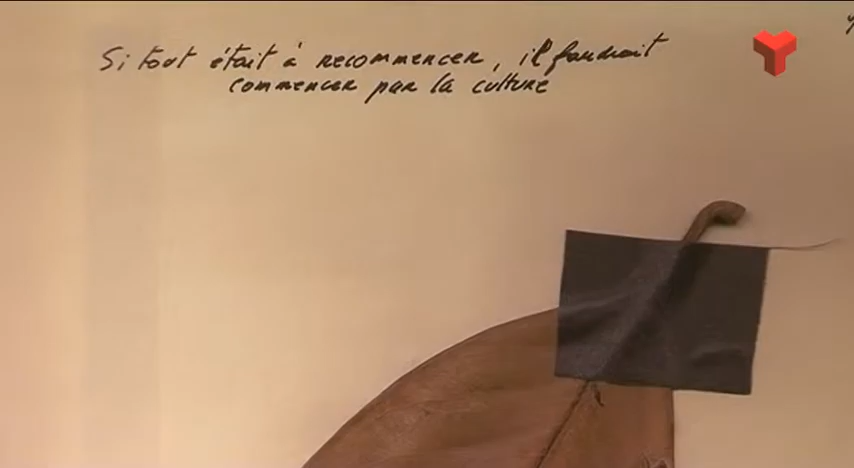 Si tout était à recommencer, il faudrait
commencer par la culture